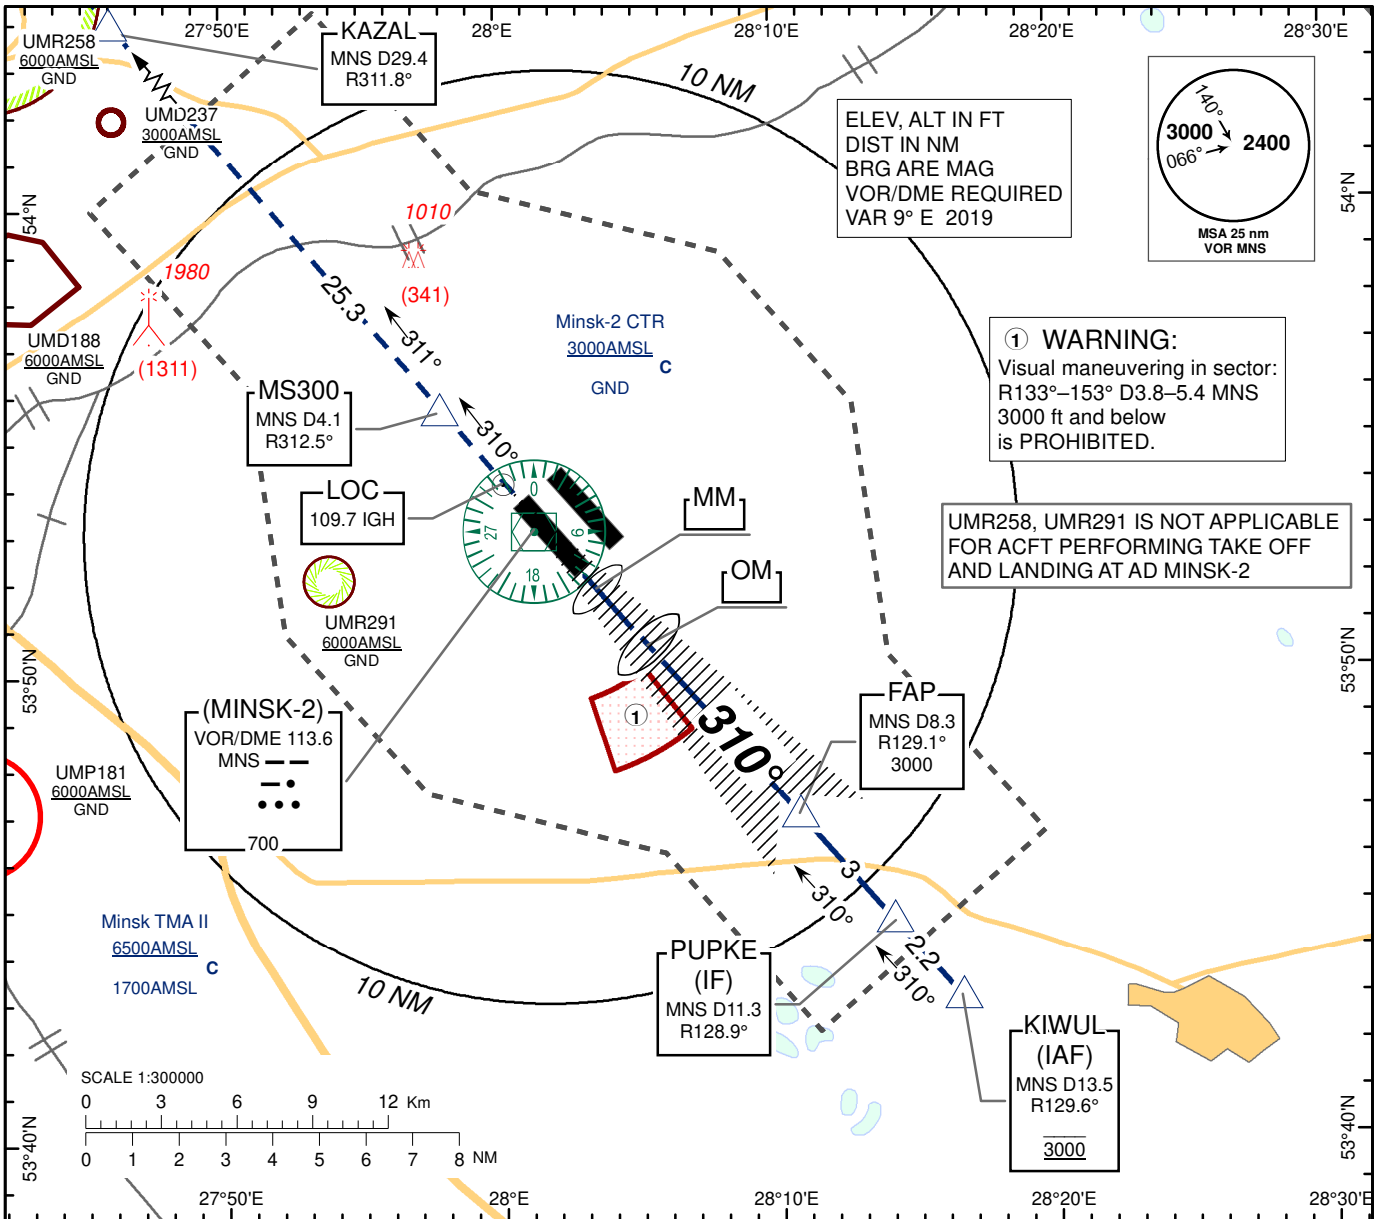 27°50'E
28°E
28°10'E
28°20'E
28°30'E
UMR258
6000AMSL
GND
KAZAL
MNS D29.4
R311.8°
10 NM
UMD237
3000AMSL
GND
ELEV, ALT IN FT
DIST IN NM
BRG ARE MAG
VOR/DME REQUIRED
VAR 9° E 2019
140°
3000
066°
2400
MSA 25 nm
VOR MNS
54°N
54°N
1010
(341)
1980
(1311)
25.3
311°
UMD188
6000AMSL
GND
Minsk-2 CTR
3000AMSL
C
GND
1 WARNING:
Visual maneuvering in sector:
R133°–153° D3.8–5.4 MNS
3000 ft and below
is PROHIBITED.
MS300
MNS D4.1
R312.5°
310°
LOC
109.7 IGH
0
9
18
27
MM
OM
UMR258, UMR291 IS NOT APPLICABLE
FOR ACFT PERFORMING TAKE OFF
AND LANDING AT AD MINSK-2
UMR291
6000AMSL
GND
53°50'N
53°50'N
(MINSK-2)
VOR/DME 113.6
MNS
700
1
310°
FAP
MNS D8.3
R129.1°
3000
UMP181
6000AMSL
GND
3
310°
Minsk TMA II
6500AMSL
C
1700AMSL
10 NM
PUPKE
(IF)
MNS D11.3
R128.9°
2.2
310°
KIWUL
(IAF)
MNS D13.5
R129.6°
3000
SCALE 1:300000
0 3 6 9 12 Km
0 1 2 3 4 5 6 7 8 NM
53°40'N
53°40'N
27°50'E
28°E
28°10'E
28°20'E
28°30'E